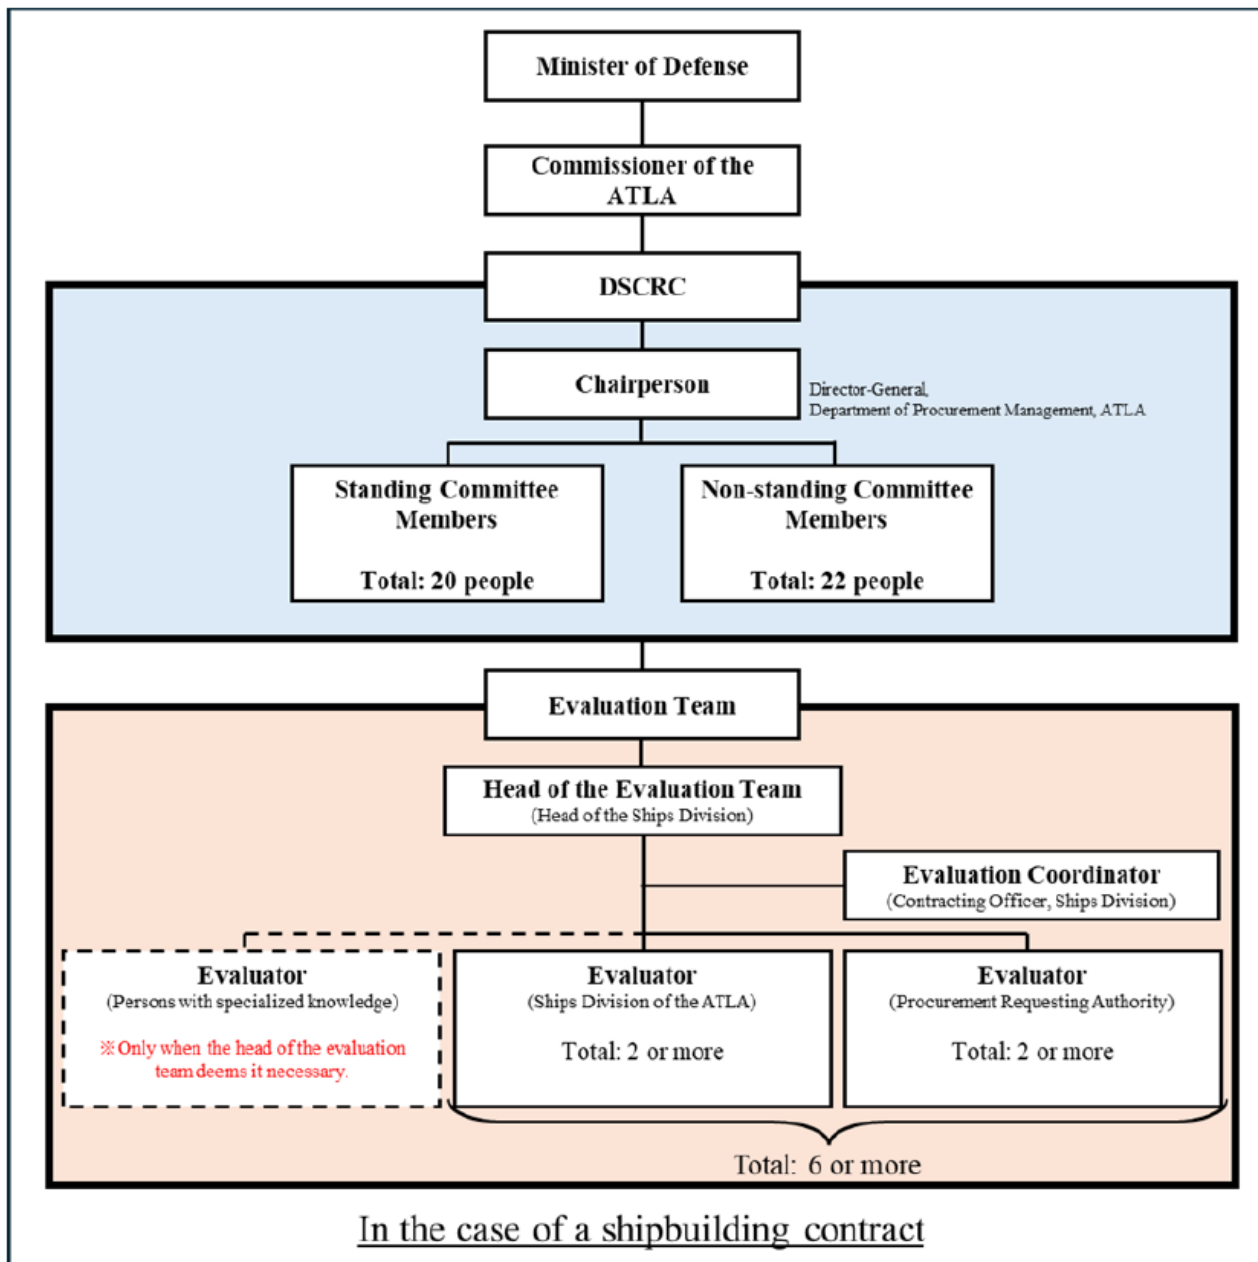 Minister of Defense
Commissioner of the
ATLA
DSCRC
Chairperson
Director-General,
Department of Procurement Management, ATLA
Standing Committee
Members
Total: 20 people
Non-standing Committee
Members
Total: 22 people
Evaluation Team
Head of the Evaluation Team
(Head of the Ships Division)
Evaluation Coordinator
(Contracting Officer, Ships Division)
Evaluator
(Persons with specialized knowledge)
※Only when the head of the evaluation
team deems it necessary.
Evaluator
(Ships Division of the ATLA)
Total: 2 or more
Evaluator
(Procurement Requesting Authority)
Total: 2 or more
Total: 6 or more
In the case of a shipbuilding contract